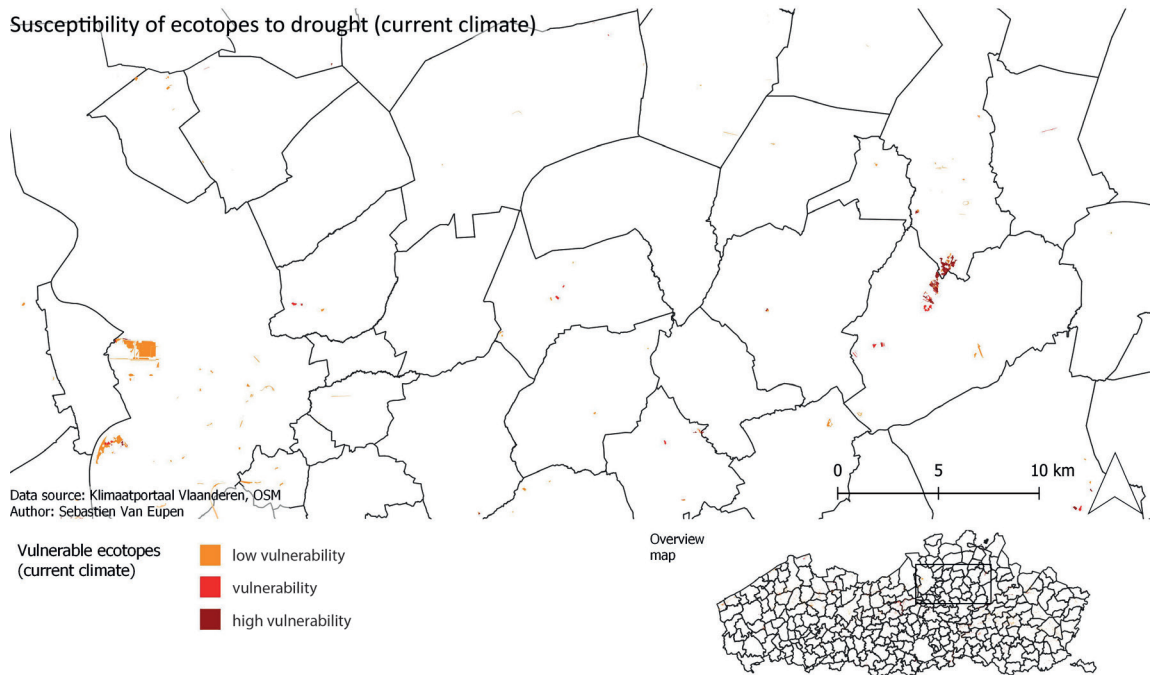 Susceptibility of ecotopes to drought (current climate)
0 5 10 km
Data source: Klimaatportaal Vlaanderen, OSM
Author: Sebastien Van Eupen
Vulnerable ecotopes
(current climate)
low vulnerability
vulnerability
high vulnerability
Overview
map